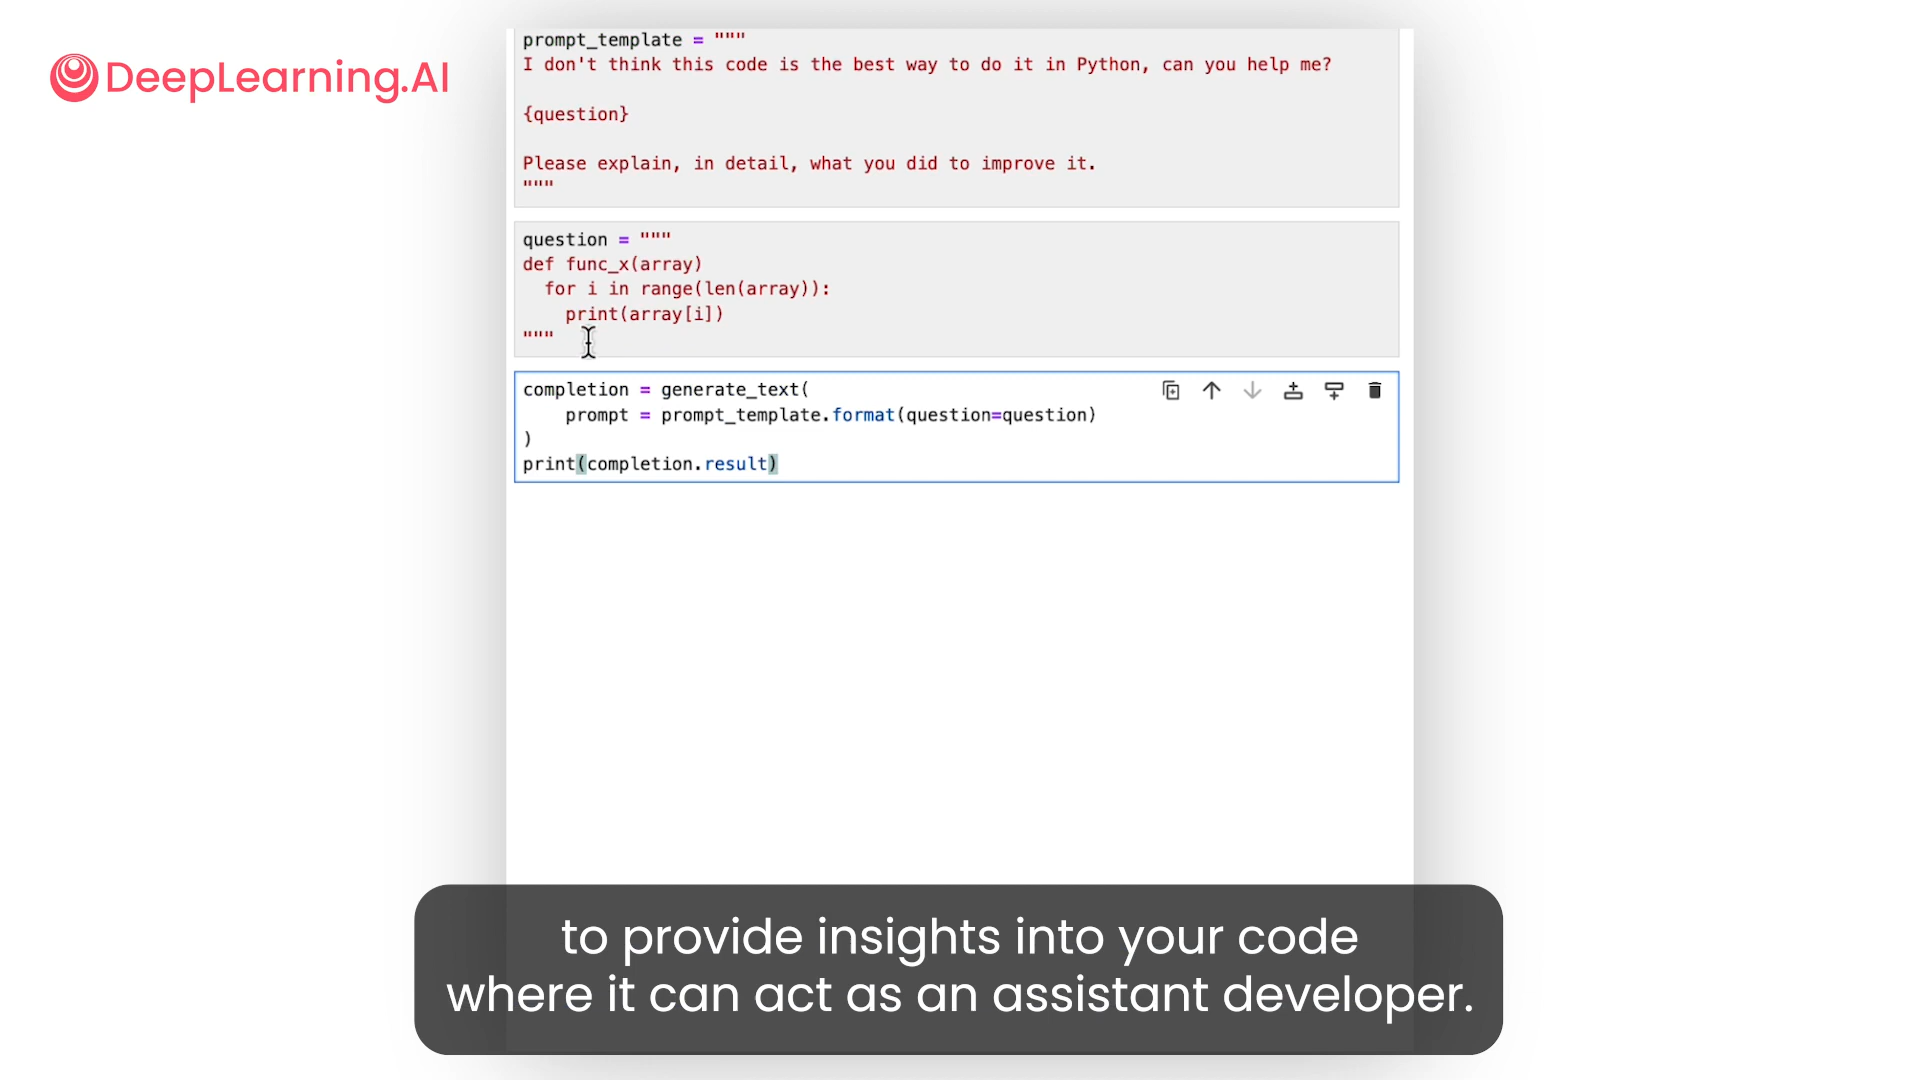 DeepLearning.AI
prompt_template = """
I don't think this code is the best way to do it in Python, can you help me?
{question}
Please explain, in detail, what you did to improve it.
"""
question = """
def func_x(array)
  for i in range(len(array)):
    print(array[i])
"""
completion = generate_text(
    prompt = prompt_template.format(question=question)
)
print(completion.result)
to provide insights into your code
where it can act as an assistant developer.